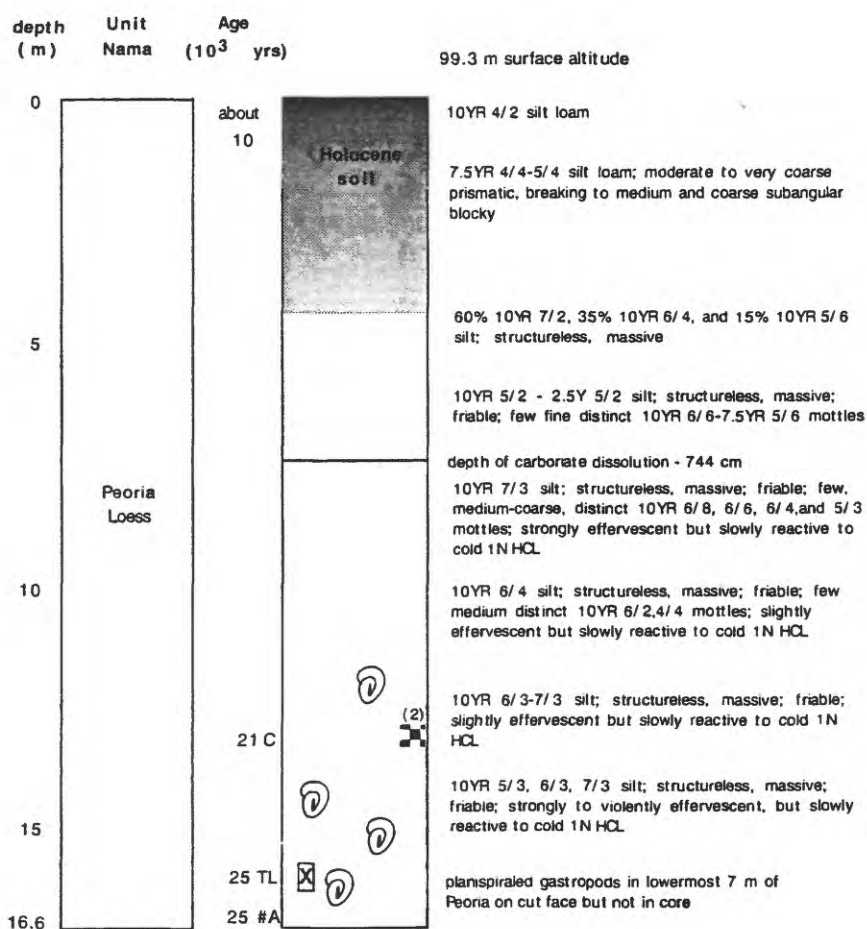 depth Unit Age
(m) Nama (10³ yrs)
99.3 m surface altitude
0
about
10
10YR 4/2 silt loam
Holocene
soil
7.5YR 4/4-5/4 silt loam; moderate to very coarse
prismatic, breaking to medium and coarse subangular
blocky
60% 10YR 7/2, 35% 10YR 6/4, and 15% 10YR 5/6
silt; structureless, massive
5
10YR 5/2 - 2.5Y 5/2 silt; structureless, massive;
friable; few fine distinct 10YR 6/6-7.5YR 5/6 mottles
depth of carbonate dissolution - 744 cm
Peoria
Loess
10YR 7/3 silt; structureless, massive; friable; few,
medium-coarse, distinct 10YR 6/8, 6/6, 6/4,and 5/3
mottles; strongly effervescent but slowly reactive to
cold 1N HCL
10
10YR 6/4 silt; structureless, massive; friable; few
medium distinct 10YR 6/2,4/4 mottles; slightly
effervescent but slowly reactive to cold 1N HCL
10YR 6/3-7/3 silt; structureless, massive; friable;
slightly effervescent but slowly reactive to cold 1N
HCL
(2)
21 C
10YR 5/3, 6/3, 7/3 silt; structureless, massive;
friable; strongly to violently effervescent, but slowly
reactive to cold 1N HCL
15
25 TL
X
planispiraled gastropods in lowermost 7 m of
Peoria on cut face but not in core
25 #A
16.6